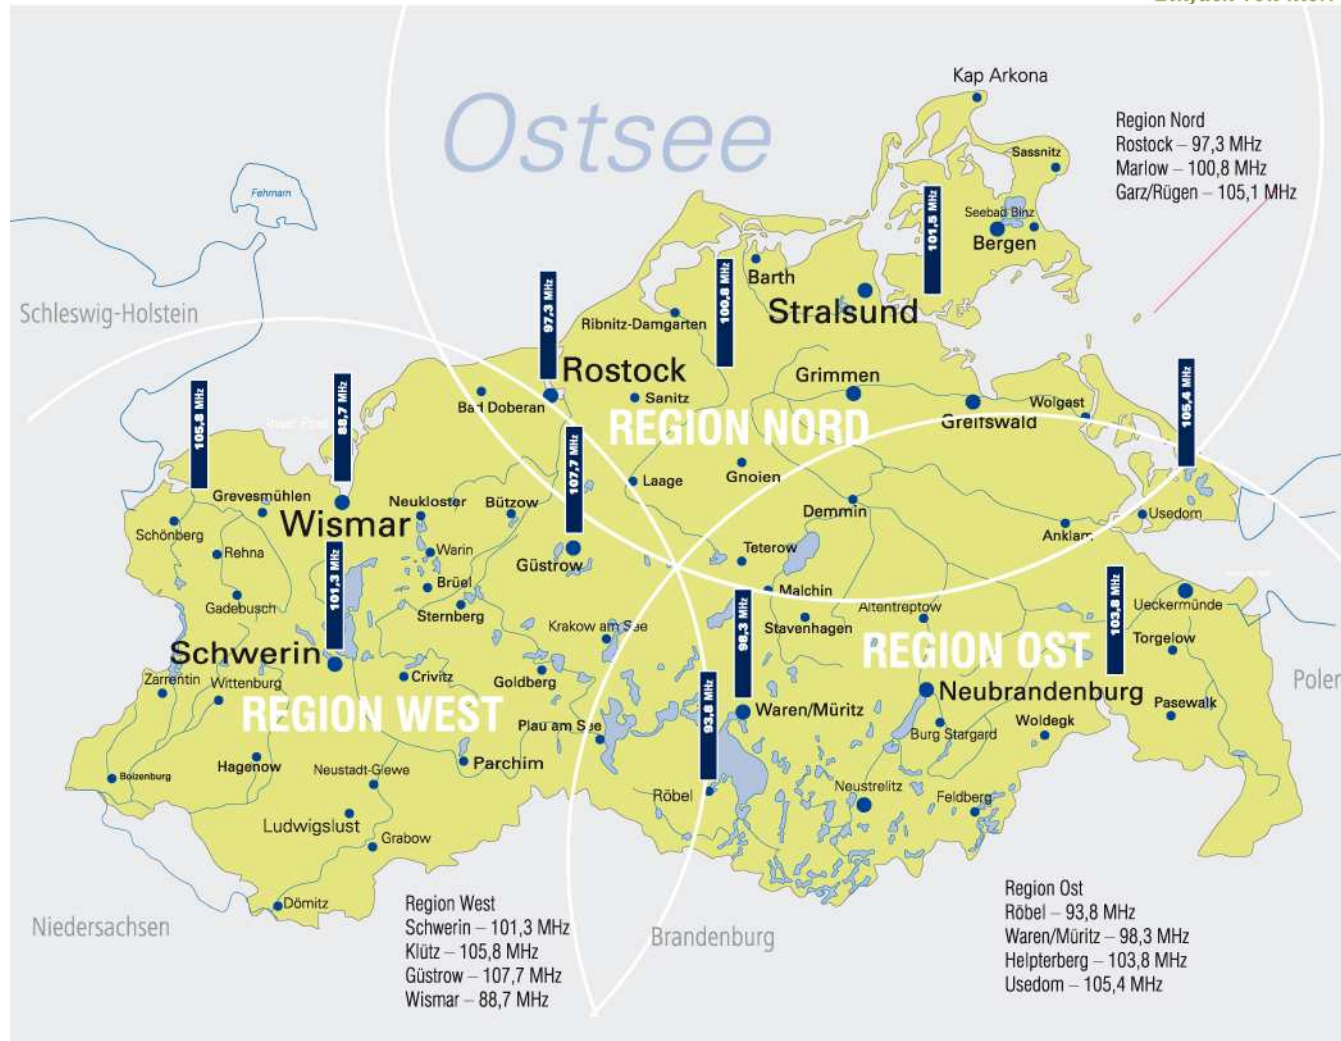 Kap Arkona
Ostsee
Region Nord
Rostock – 97,3 MHz
Marlow – 100,8 MHz
Garz/Rügen – 105,1 MHz
Sassnitz
Fehmarn
101,5 MHz
Seebad Binz
Bergen
Schleswig-Holstein
Barth
100,8 MHz
97,3 MHz
Stralsund
Ribnitz-Damgarten
Rostock
Grimmen
105,8 MHz
88,7 MHz
Bad Doberan
Sanitz
Wolgast
105,4 MHz
Greifswald
REGION NORD
107,7 MHz
Laage
Gnoien
Grevesmühlen
Neukloster
Bützow
Demmin
Usedom
Wismar
Schönberg
Anklam
Rehna
101,3 MHz
Warin
Güstrow
Teterow
Brüel
Malchin
103,8 MHz
Gadebusch
Sternberg
98,3 MHz
Altentreptow
Ueckermünde
Krakow am See
Stavenhagen
Torgelow
Schwerin
REGION OST
Zarrentin
Wittenburg
Crivitz
Goldberg
Polen
93,8 MHz
Neubrandenburg
REGION WEST
Waren/Müritz
Pasewalk
Plau am See
Burg Stargard
Woldegk
Hagenow
Neustadt-Glewe
Parchim
Boizenburg
Röbel
Neustrelitz
Feldberg
Ludwigslust
Grabow
Dömitz
Niedersachsen
Region West
Schwerin – 101,3 MHz
Klütz – 105,8 MHz
Güstrow – 107,7 MHz
Wismar – 88,7 MHz
Brandenburg
Region Ost
Röbel – 93,8 MHz
Waren/Müritz – 98,3 MHz
Helpterberg – 103,8 MHz
Usedom – 105,4 MHz